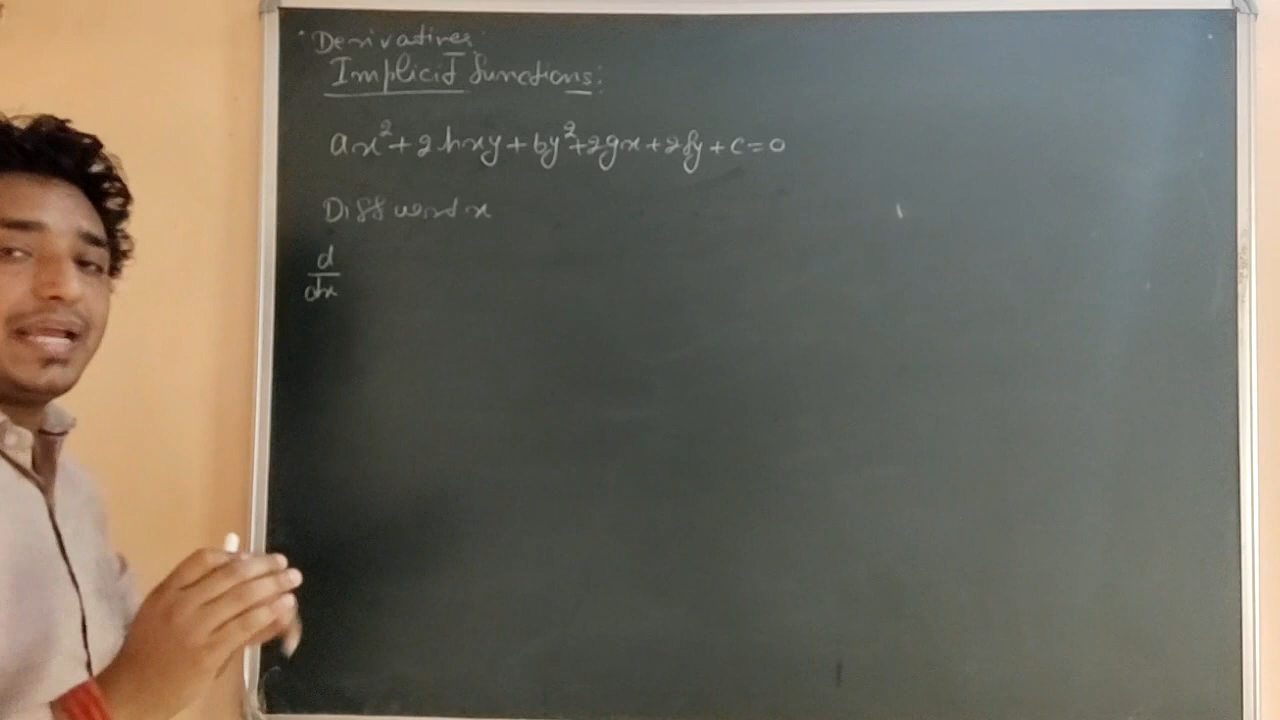 Derivatives:
Implicit functions:
ax²+2hxy+by²+2gx+2fy+c=0
Diff w.r.t x
d
dx